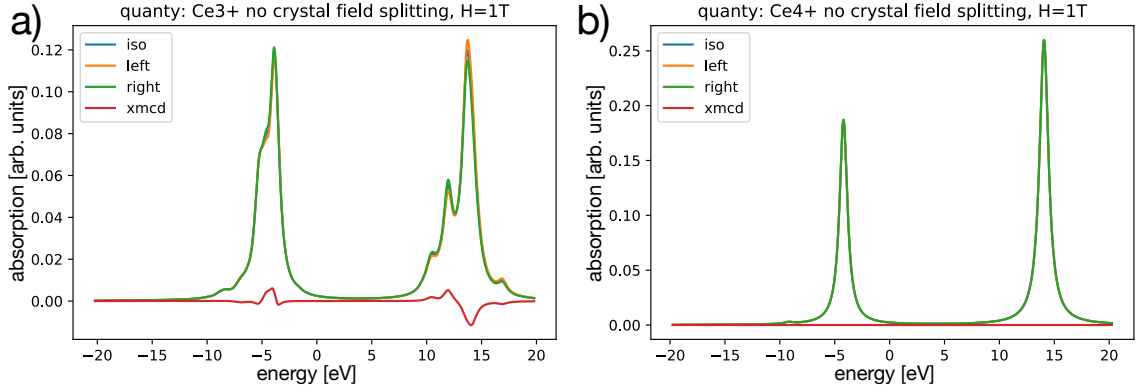 a)
quanty: Ce3+ no crystal field splitting, H=1T
iso
left
right
xmcd
0.12
0.10
0.08
0.06
0.04
0.02
0.00
absorption [arb. units]
−20 −15 −10 −5 0 5 10 15 20
energy [eV]
b)
quanty: Ce4+ no crystal field splitting, H=1T
iso
left
right
xmcd
0.25
0.20
0.15
0.10
0.05
0.00
absorption [arb. units]
−20 −15 −10 −5 0 5 10 15 20
energy [eV]